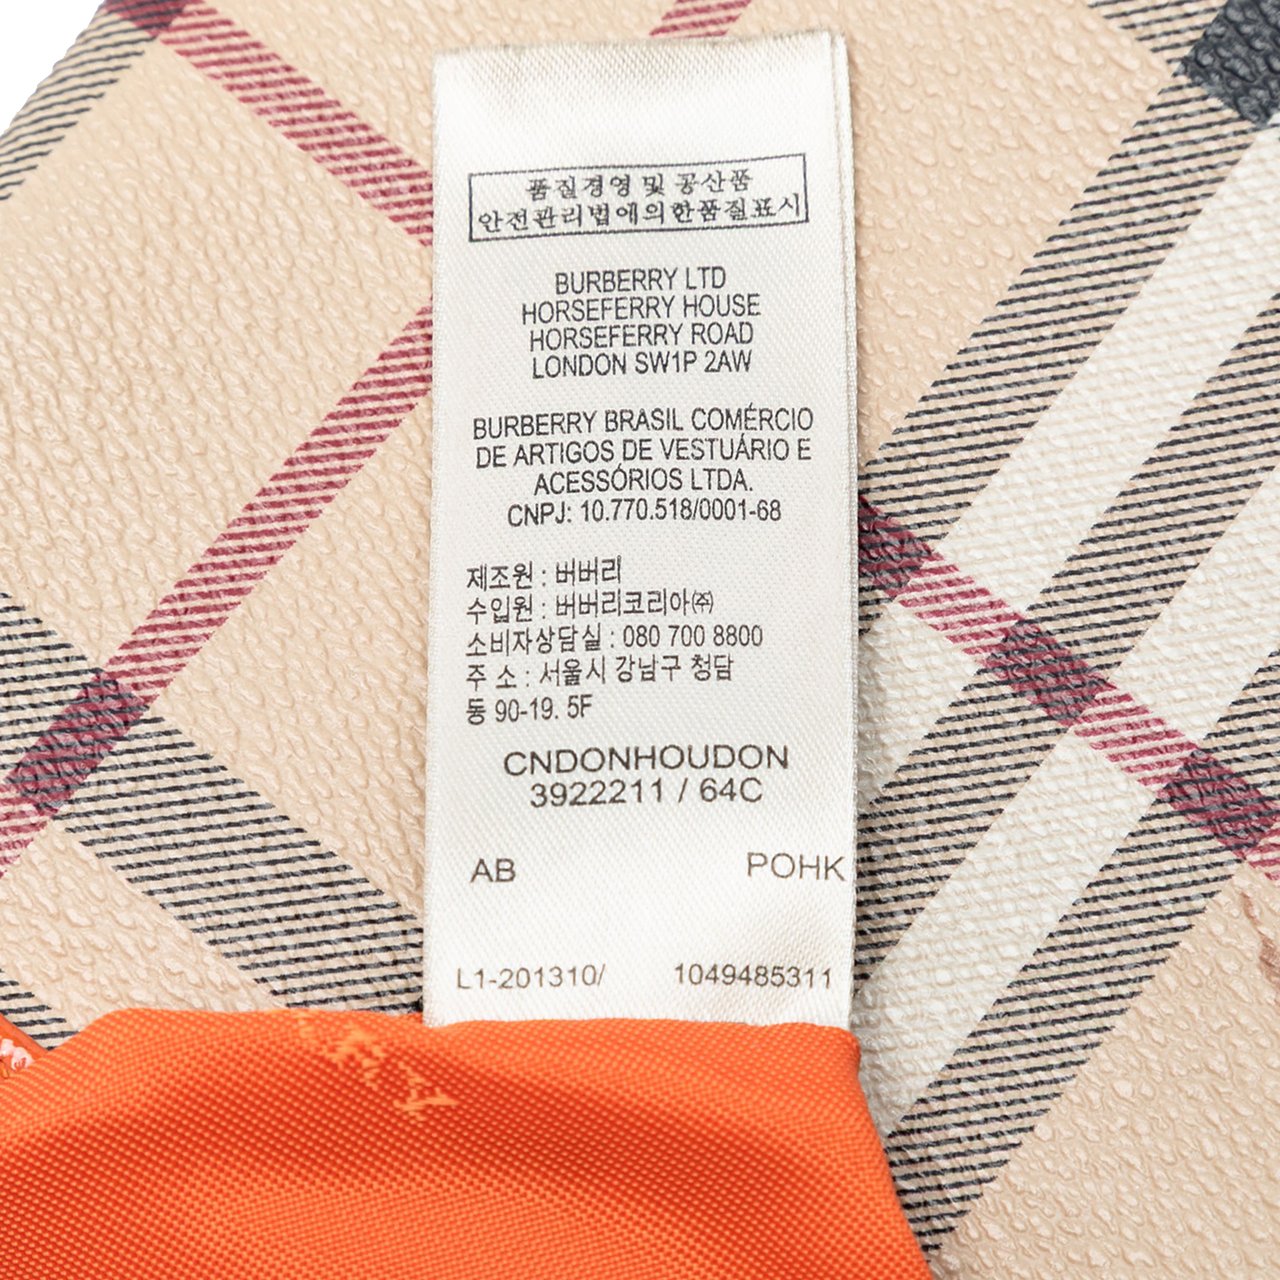 품질경영 및 공산품
안전관리법에의한품질표시
BURBERRY LTD
HORSEFERRY HOUSE
HORSEFERRY ROAD
LONDON SW1P 2AW
BURBERRY BRASIL COMÉRCIO
DE ARTIGOS DE VESTUÁRIO E
ACESSÓRIOS LTDA.
CNPJ: 10.770.518/0001-68
제조원 : 버버리
수입원 : 버버리코리아㈜
소비자상담실 : 080 700 8800
주 소 : 서울시 강남구 청담
동 90-19. 5F
CNDONHOUDON
3922211 / 64C
AB POHK
L1-201310/ 1049485311